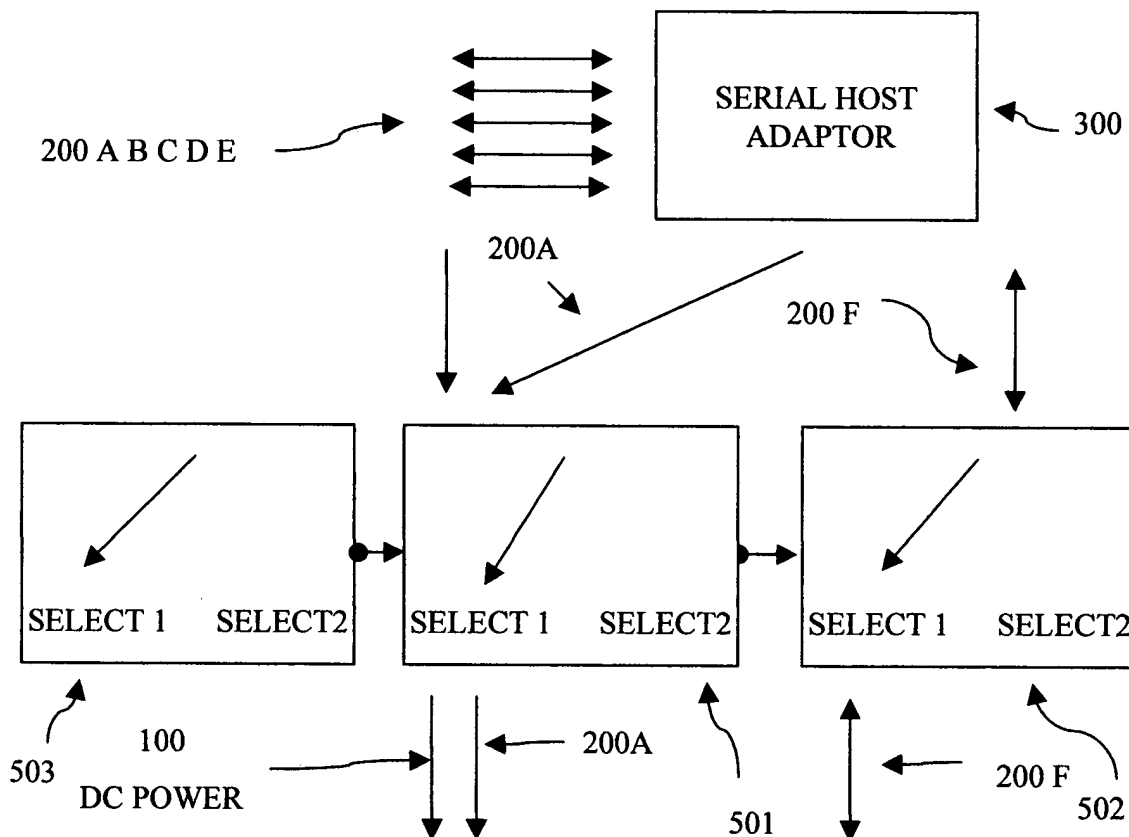 SERIAL HOST
ADAPTOR
300
200 A B C D E
200A
200 F
SELECT 1 SELECT2
SELECT 1 SELECT2
SELECT 1 SELECT2
503
100
DC POWER
200A
501
200 F
502